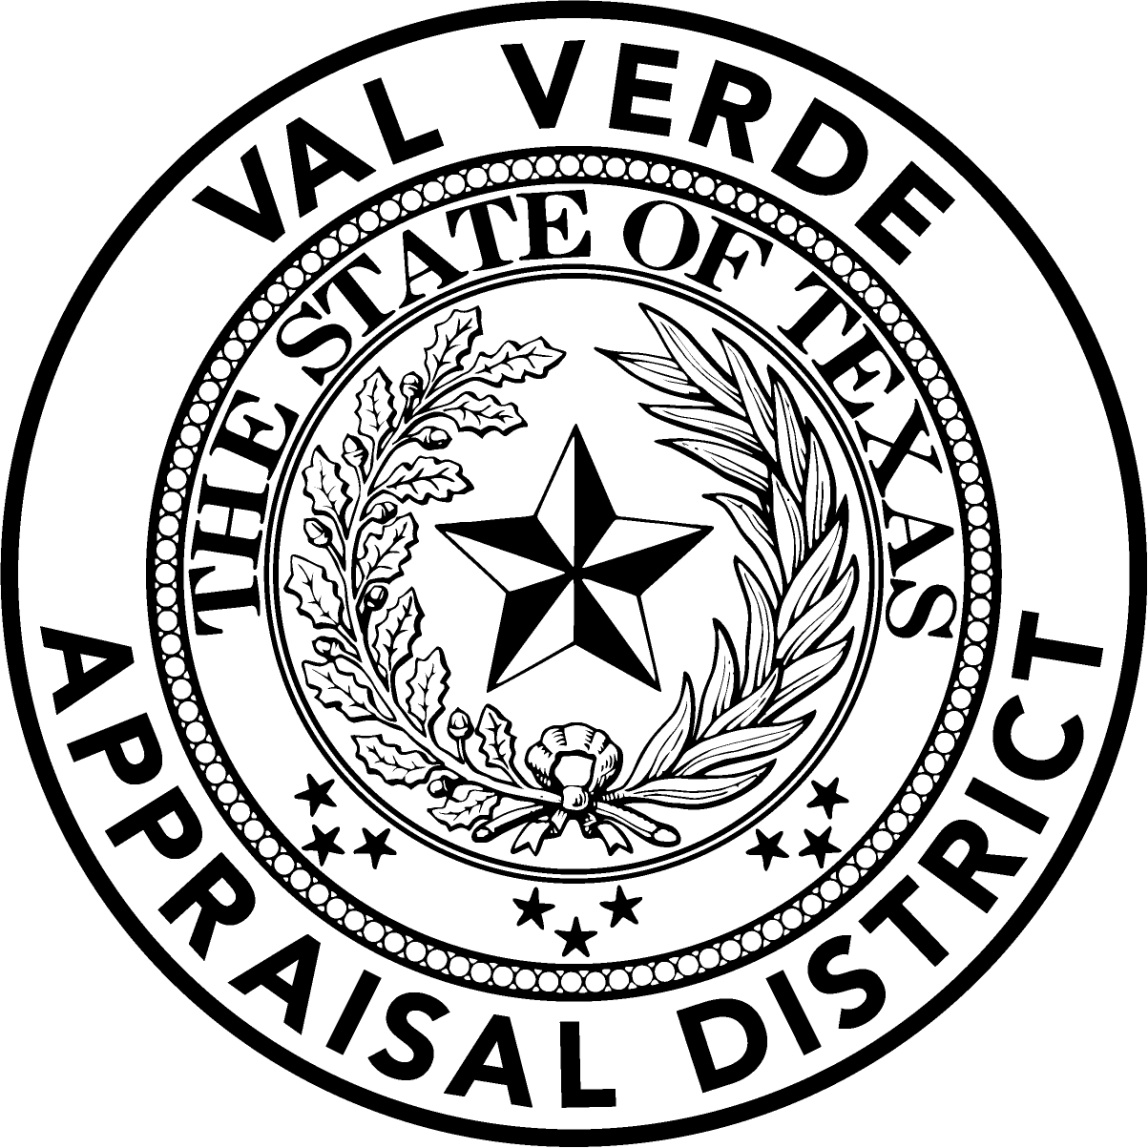 VAL VERDE
THE STATE OF TEXAS
APPRAISAL DISTRICT